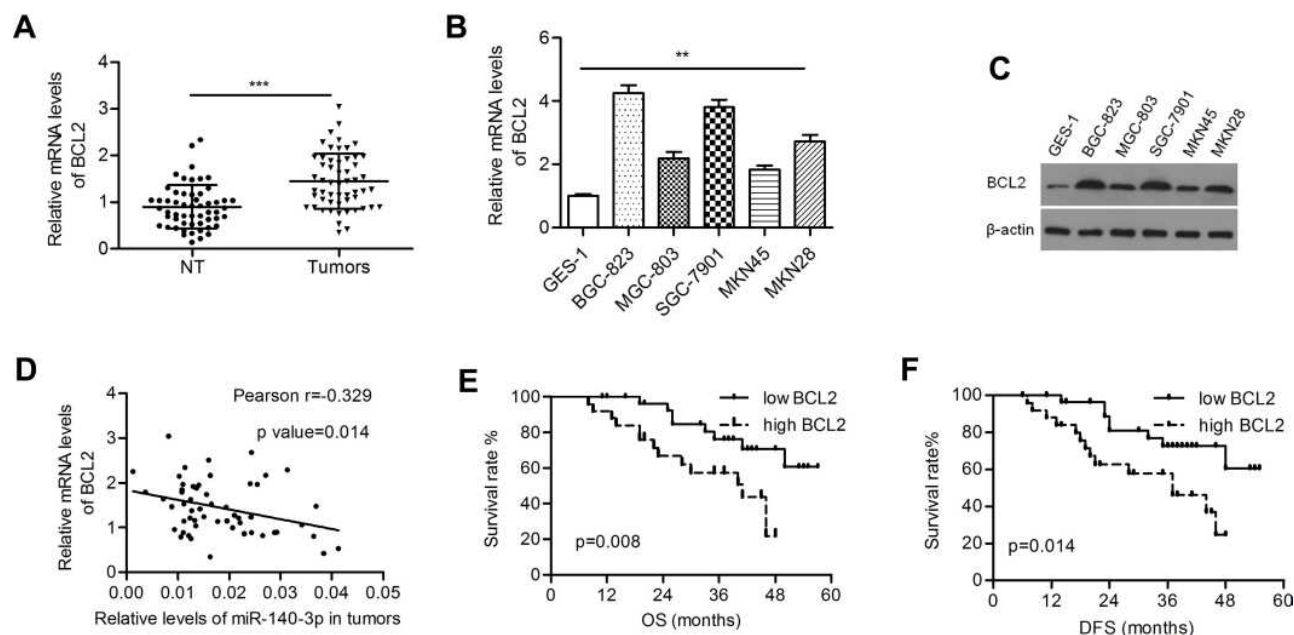 A
Relative mRNA levels
of BCL2
4
3
2
1
0
***
NT
Tumors
B
Relative mRNA levels
of BCL2
6
4
2
0
**
GES-1
BGC-823
MGC-803
SGC-7901
MKN45
MKN28
C
GES-1
BGC-823
MGC-803
SGC-7901
MKN45
MKN28
BCL2
β-actin
D
Relative mRNA levels
of BCL2
4
3
2
1
0
Pearson r=-0.329
p value=0.014
0.00
0.01
0.02
0.03
0.04
0.05
Relative levels of miR-140-3p in tumors
E
Survival rate %
100
80
60
40
20
0
low BCL2
high BCL2
p=0.008
0
12
24
36
48
60
OS (months)
F
Survival rate%
100
80
60
40
20
0
low BCL2
high BCL2
p=0.014
0
12
24
36
48
60
DFS (months)